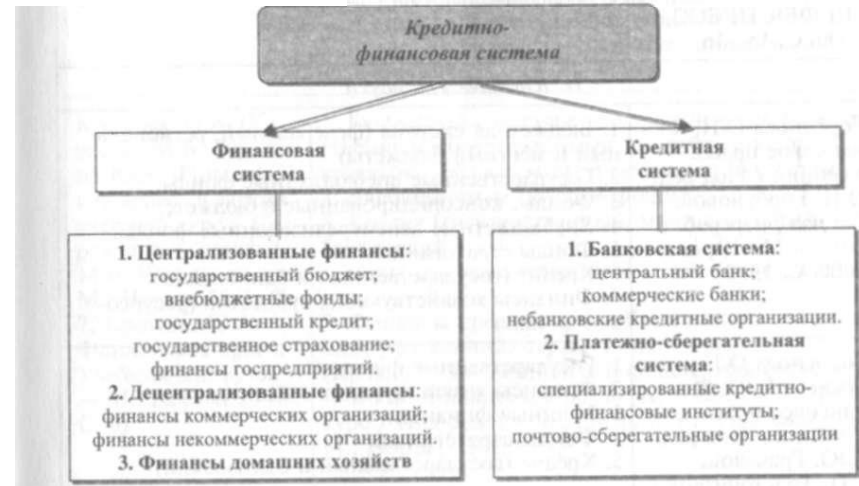 Кредитно-
финансовая система
Финансовая
система
Кредитная
система
1. Централизованные финансы:
государственный бюджет;
внебюджетные фонды;
государственный кредит;
государственное страхование;
финансы госпредприятий.
2. Децентрализованные финансы:
финансы коммерческих организаций;
финансы некоммерческих организаций.
3. Финансы домашних хозяйств
1. Банковская система:
центральный банк;
коммерческие банки;
небанковские кредитные организации.
2. Платежно-сберегательная
система:
специализированные кредитно-
финансовые институты;
почтово-сберегательные организации